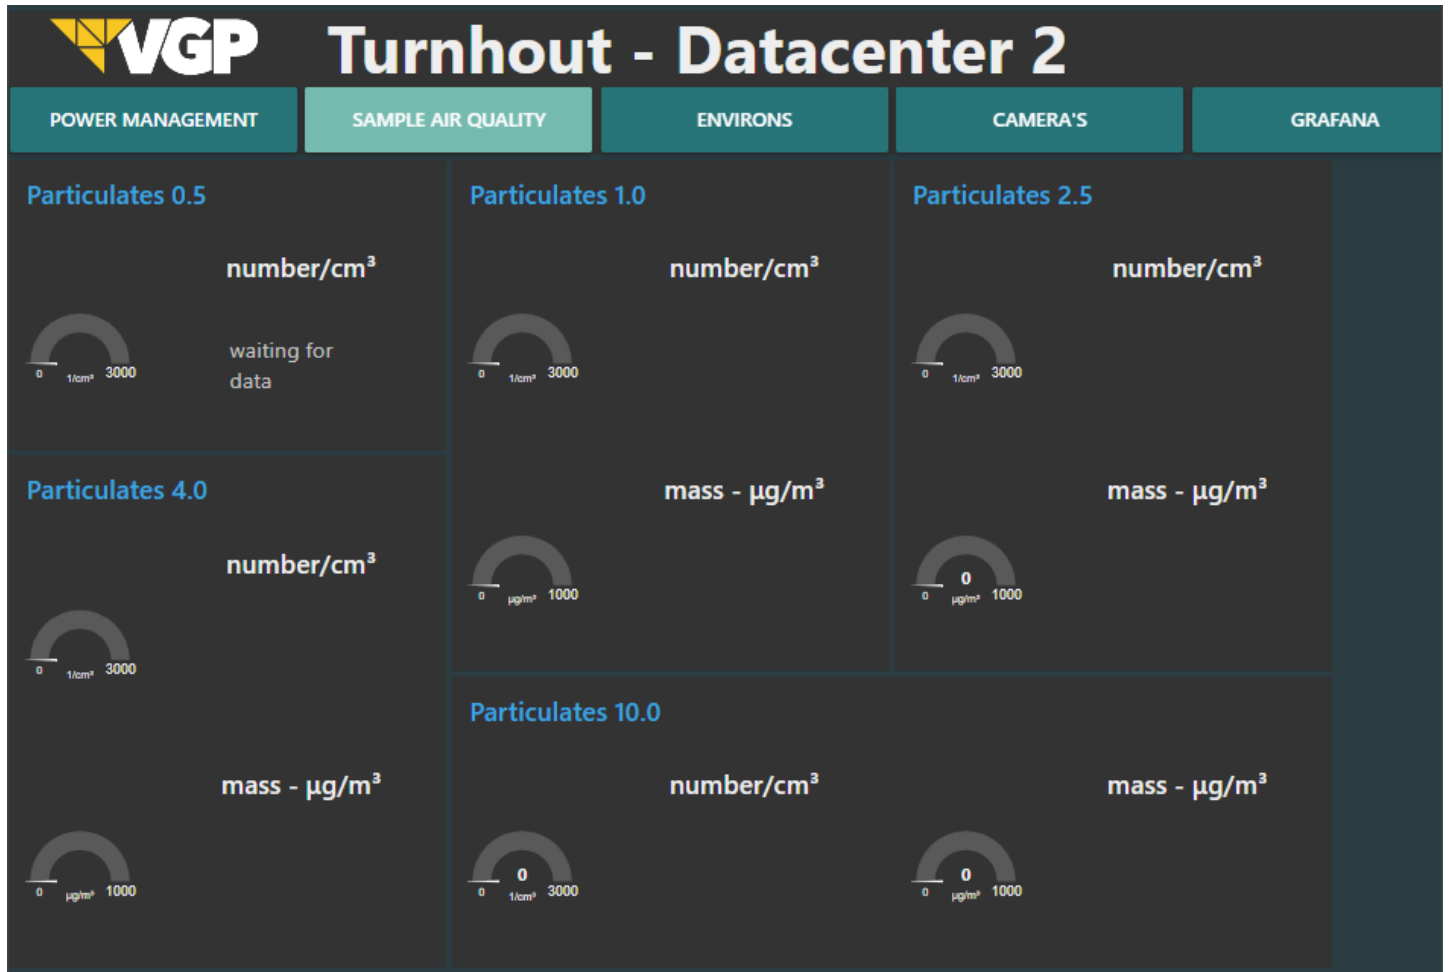 VGP Turnhout - Datacenter 2
POWER MANAGEMENT SAMPLE AIR QUALITY ENVIRONS CAMERA'S GRAFANA
Particulates 0.5
number/cm³
0 1/cm³ 3000
waiting for
data
Particulates 1.0
number/cm³
0 1/cm³ 3000
mass - µg/m³
0 µg/m³ 1000
Particulates 2.5
number/cm³
0 1/cm³ 3000
mass - µg/m³
0
0 µg/m³ 1000
Particulates 4.0
number/cm³
0 1/cm³ 3000
mass - µg/m³
0 µg/m³ 1000
Particulates 10.0
number/cm³
0
0 1/cm³ 3000
mass - µg/m³
0
0 µg/m³ 1000